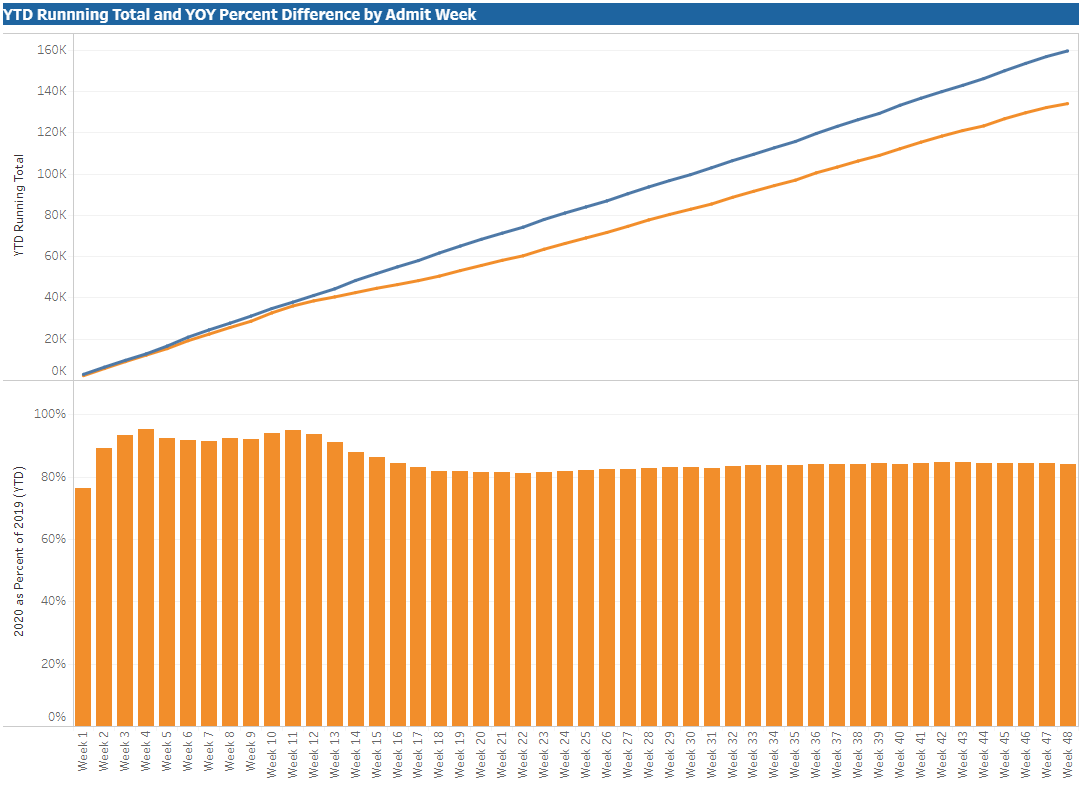 YTD Runnning Total and YOY Percent Difference by Admit Week
160K
140K
120K
100K
80K
60K
40K
20K
0K
YTD Running Total
100%
80%
60%
40%
20%
0%
2020 as Percent of 2019 (YTD)
Week 1
Week 2
Week 3
Week 4
Week 5
Week 6
Week 7
Week 8
Week 9
Week 10
Week 11
Week 12
Week 13
Week 14
Week 15
Week 16
Week 17
Week 18
Week 19
Week 20
Week 21
Week 22
Week 23
Week 24
Week 25
Week 26
Week 27
Week 28
Week 29
Week 30
Week 31
Week 32
Week 33
Week 34
Week 35
Week 36
Week 37
Week 38
Week 39
Week 40
Week 41
Week 42
Week 43
Week 44
Week 45
Week 46
Week 47
Week 48